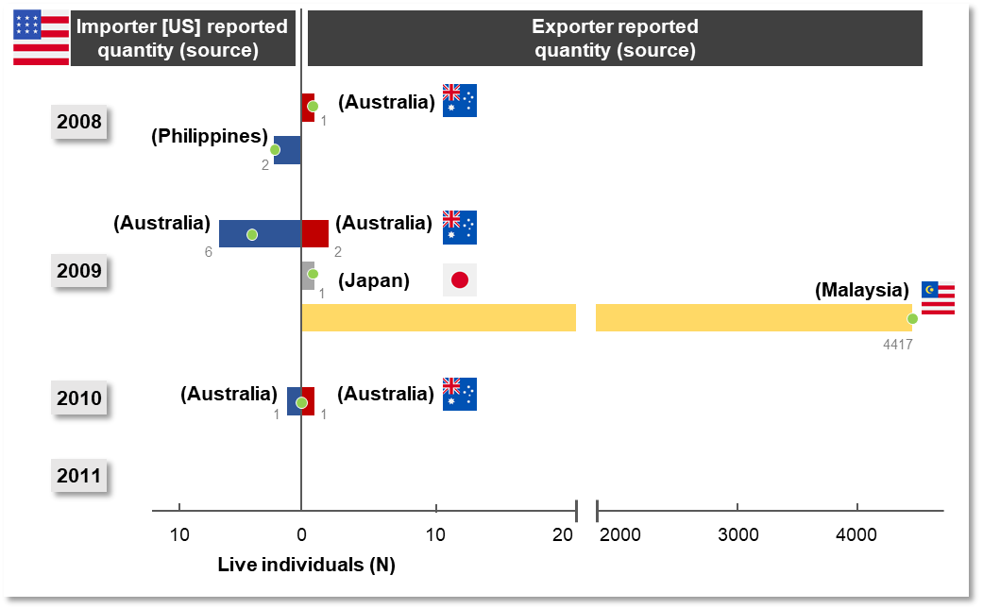 Importer [US] reported
quantity (source)
Exporter reported
quantity (source)
2008
(Australia)
1
(Philippines)
2
2009
(Australia)
6
(Australia)
2
(Japan)
1
(Malaysia)
4417
2010
(Australia)
1
(Australia)
1
2011
10 0 10 20 2000 3000 4000
Live individuals (N)